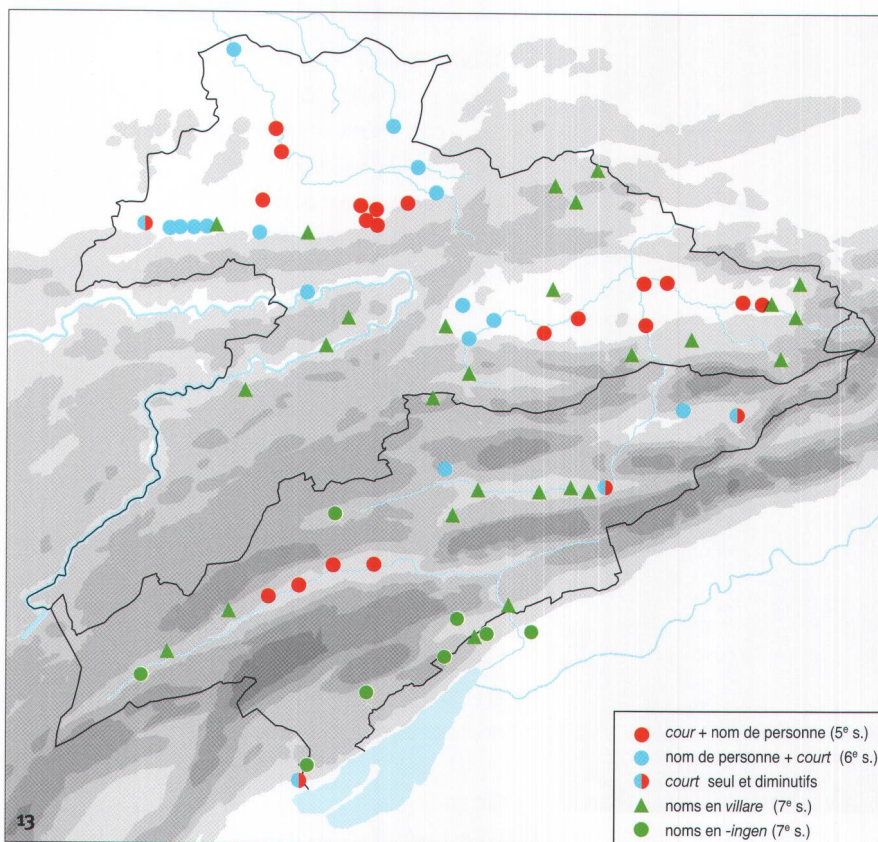 cour + nom de personne (5e s.)
nom de personne + court (6e s.)
court seul et diminutifs
noms en villare (7e s.)
noms en -ingen (7e s.)
13